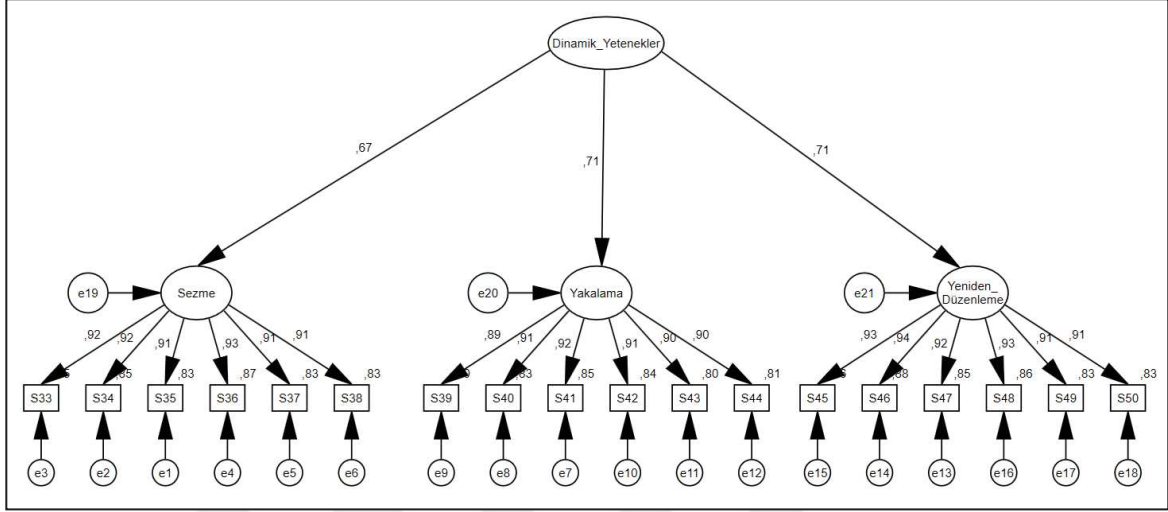 Dinamik_Yetenekler
,67
,71
,71
e19
Sezme
e20
Yakalama
e21
Yeniden_
Düzenleme
,92
,92
,91
,93
,91
,91
,89
,91
,92
,91
,90
,90
,93
,94
,92
,93
,91
,91
,85
,83
,87
,83
,83
,83
,85
,84
,80
,81
,88
,85
,86
,83
,83
S33
S34
S35
S36
S37
S38
S39
S40
S41
S42
S43
S44
S45
S46
S47
S48
S49
S50
e3
e2
e1
e4
e5
e6
e9
e8
e7
e10
e11
e12
e15
e14
e13
e16
e17
e18